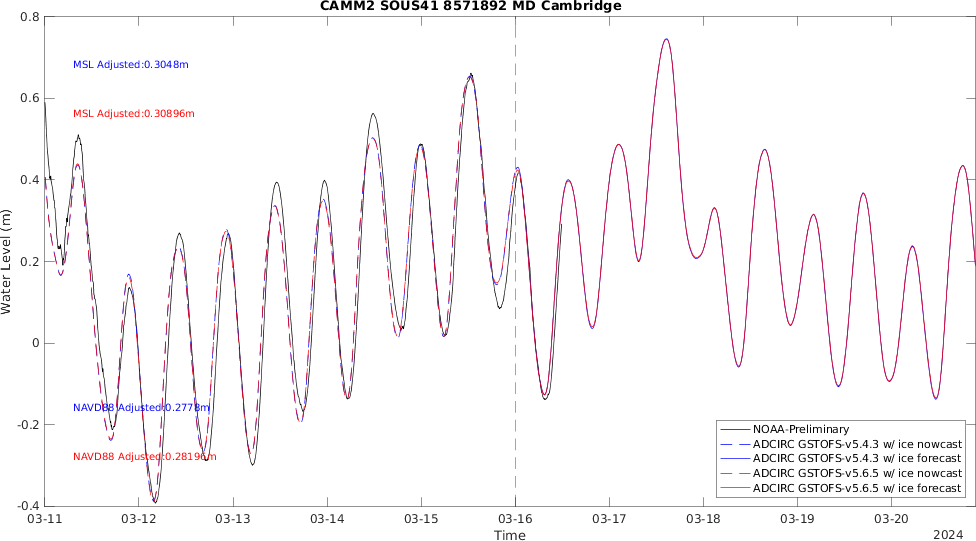 CAMM2 SOUS41 8571892 MD Cambridge
0.8
0.6
0.4
0.2
0
-0.2
-0.4
Water Level (m)
MSL Adjusted:0.3048m
MSL Adjusted:0.30896m
NAVD88 Adjusted:0.2778m
NAVD88 Adjusted:0.28196m
NOAA-Preliminary
ADCIRC GSTOFS-v5.4.3 w/ ice nowcast
ADCIRC GSTOFS-v5.4.3 w/ ice forecast
ADCIRC GSTOFS-v5.6.5 w/ ice nowcast
ADCIRC GSTOFS-v5.6.5 w/ ice forecast
03-11 03-12 03-13 03-14 03-15 03-16 03-17 03-18 03-19 03-20
Time
2024